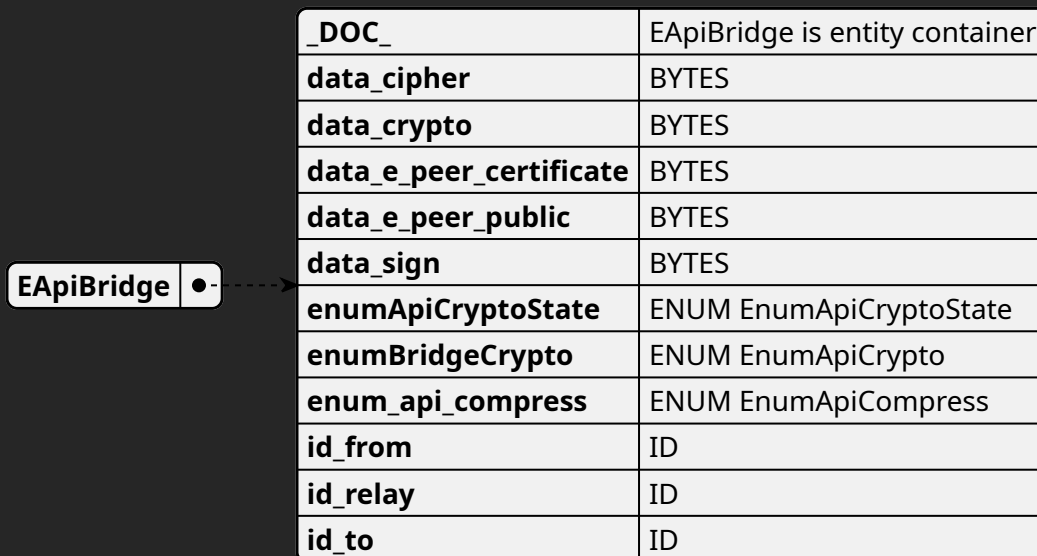 _DOC_ EApiBridge is entity container
data_cipher BYTES
data_crypto BYTES
data_e_peer_certificate BYTES
data_e_peer_public BYTES
data_sign BYTES
EApiBridge
enumApiCryptoState ENUM EnumApiCryptoState
enumBridgeCrypto ENUM EnumApiCrypto
enum_api_compress ENUM EnumApiCompress
id_from ID
id_relay ID
id_to ID